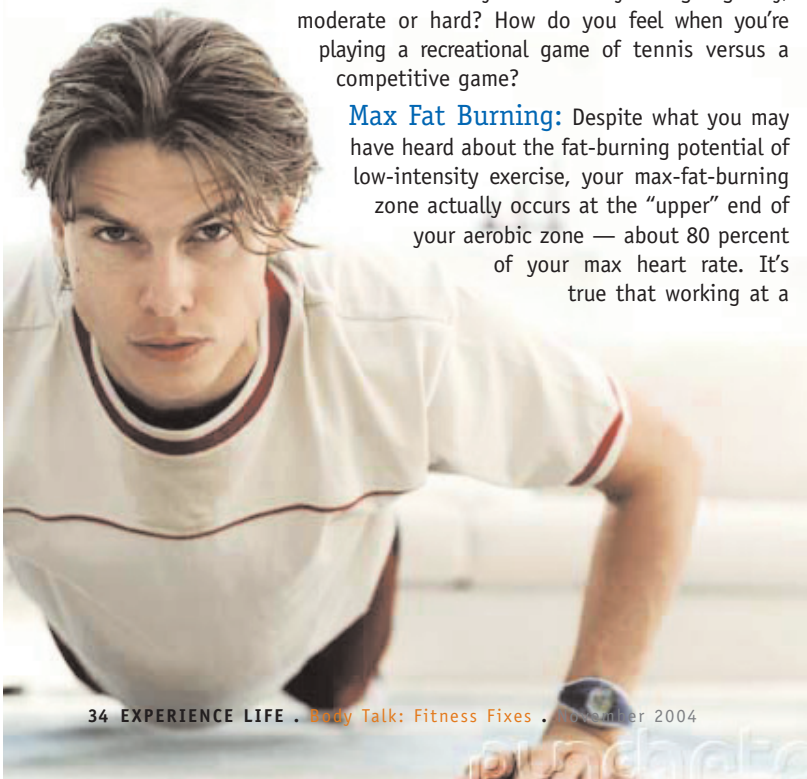 moderate or hard? How do you feel when you’re
playing a recreational game of tennis versus a
competitive game?
Max Fat Burning: Despite what you may
have heard about the fat-burning potential of
low-intensity exercise, your max-fat-burning
zone actually occurs at the “upper” end of
your aerobic zone — about 80 percent
of your max heart rate. It’s
true that working at a
34 EXPERIENCE LIFE . Body Talk: Fitness Fixes . November 2004